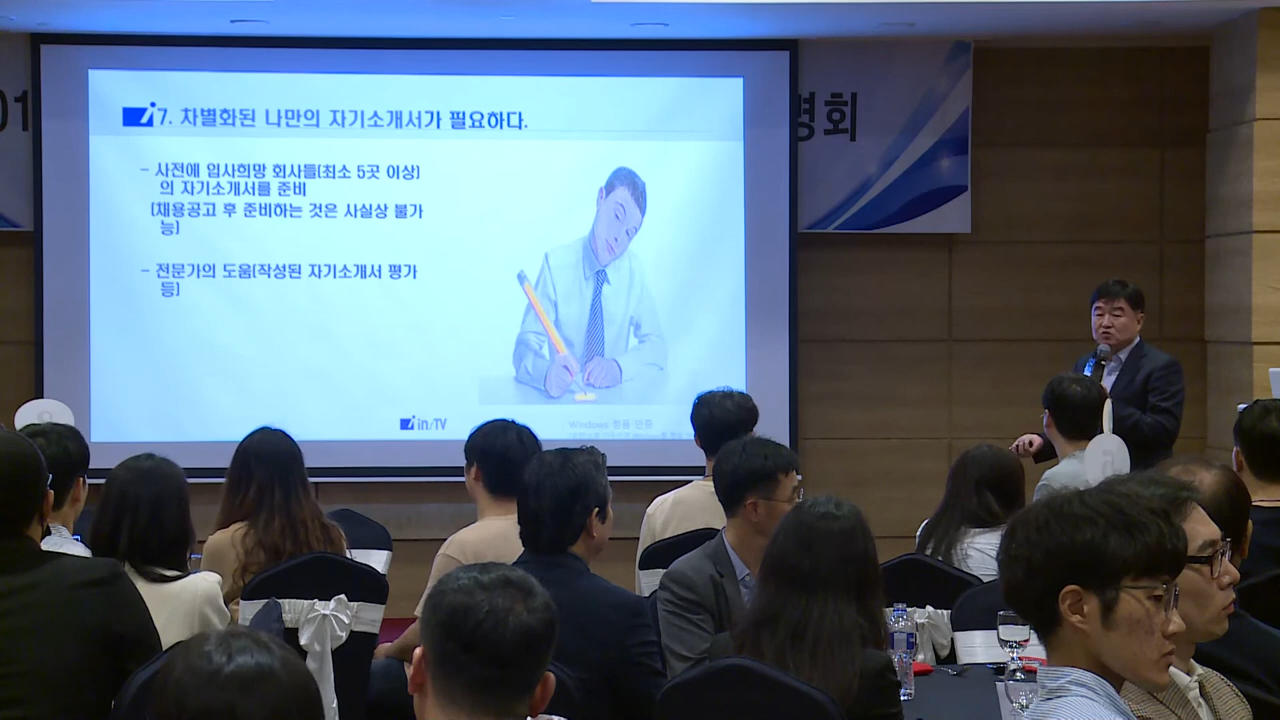 01
명회
7. 차별화된 나만의 자기소개서가 필요하다.
- 사전에 입사희망 회사들(최소 5곳 이상)
의 자기소개서를 준비
(채용공고 후 준비하는 것은 사실상 불가
능)
- 전문가의 도움(작성된 자기소개서 평가
등)
in/TV
Windows 정품 인증